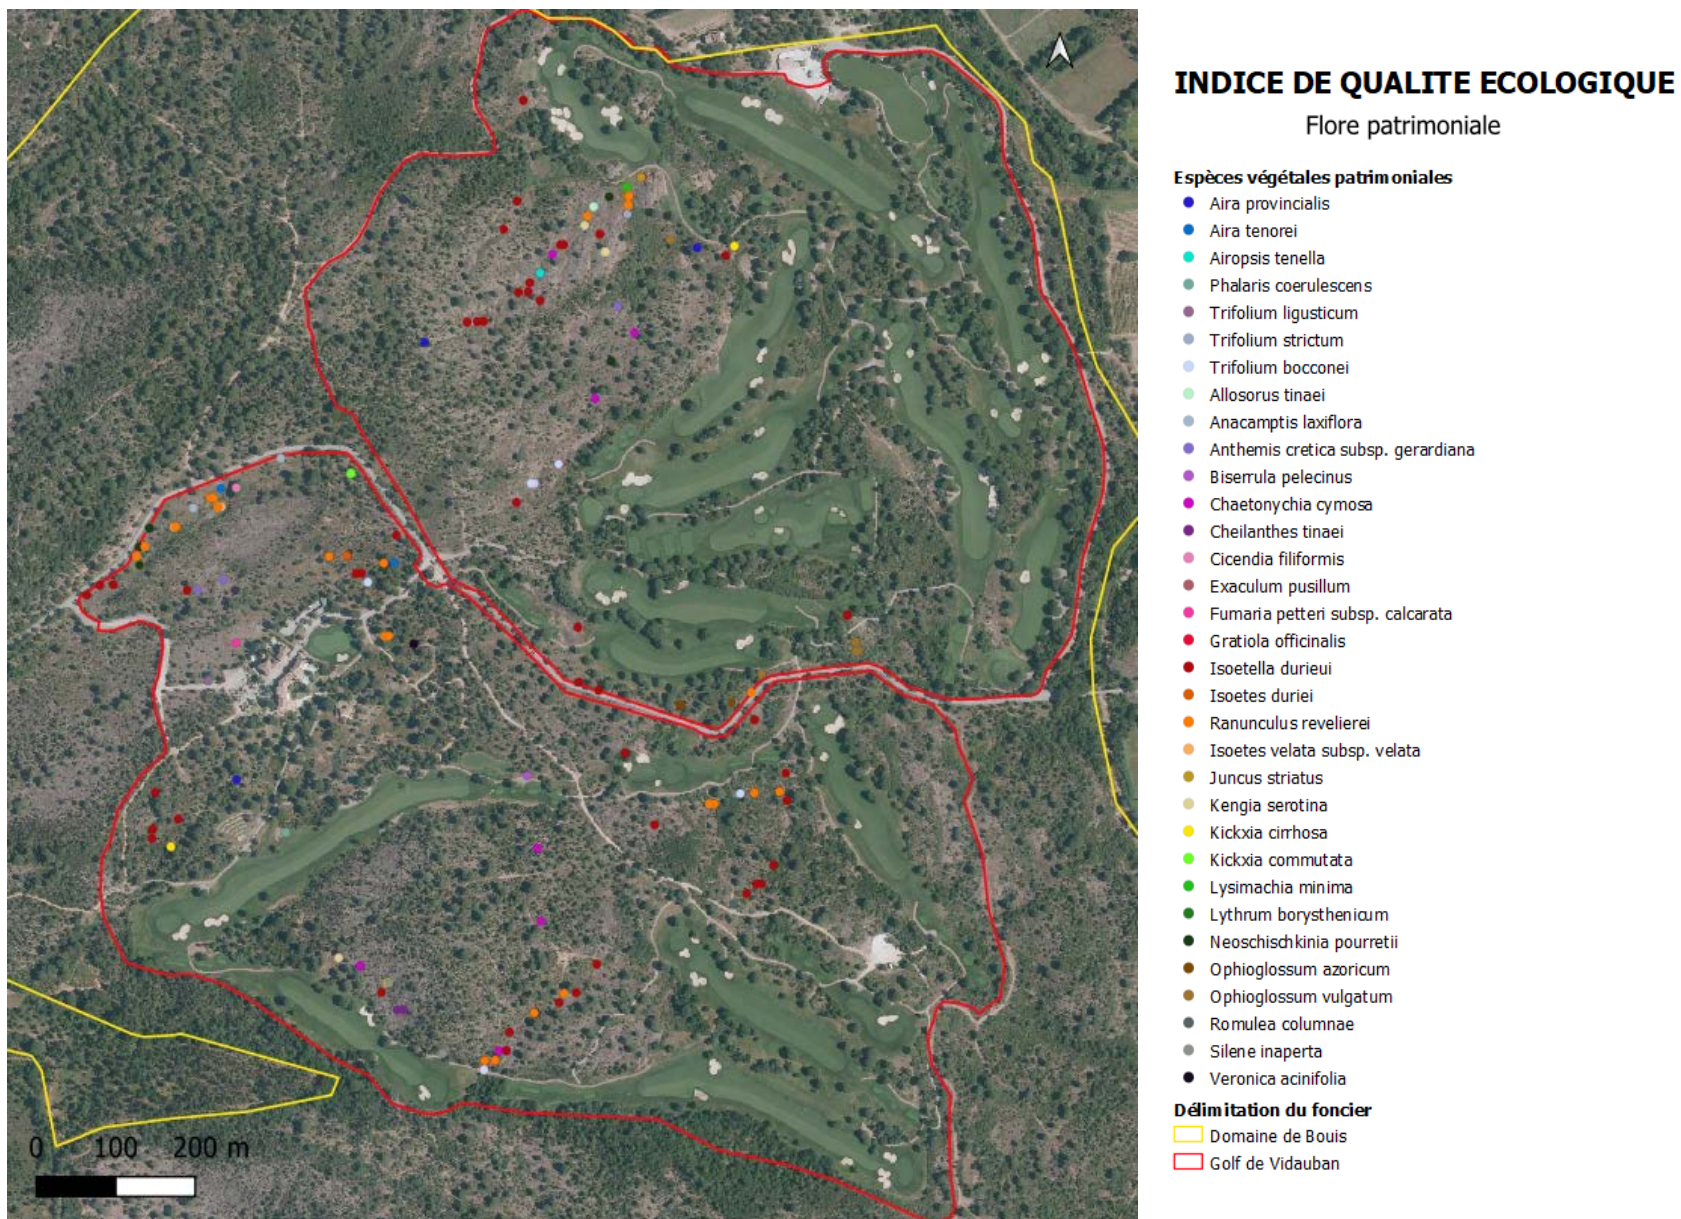 INDICE DE QUALITE ECOLOGIQUE
Flore patrimoniale
Espèces végétales patrimoniales
Aira provincialis
Aira tenorei
Airopsis tenella
Phalaris coerulescens
Trifolium ligusticum
Trifolium strictum
Trifolium bocconei
Allosorus tinaei
Anacamptis laxiflora
Anthemis cretica subsp. gerardiana
Biserrula pelecinus
Chaetonychia cymosa
Cheilanthes tinaei
Cicendia filiformis
Exaculum pusillum
Fumaria petteri subsp. calcarata
Gratiola officinalis
Isoetella durieui
Isoetes duriei
Ranunculus revelierei
Isoetes velata subsp. velata
Juncus striatus
Kengia serotina
Kickxia cirrhosa
Kickxia commutata
Lysimachia minima
Lythrum borysthenicum
Neoschischkinia pourretii
Ophioglossum azoricum
Ophioglossum vulgatum
Romulea columnae
Silene inaperta
Veronica acinifolia
Délimitation du foncier
Domaine de Bouis
Golf de Vidauban
0 100 200 m